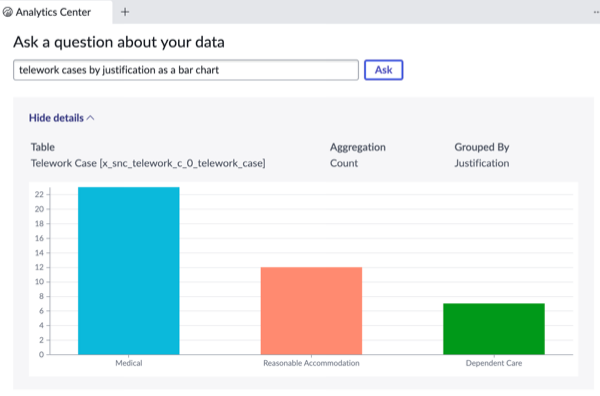 Analytics Center +
Ask a question about your data
telework cases by justification as a bar chart Ask
Hide details
Table Aggregation Grouped By
Telework Case [x_snc_telework_c_0_telework_case] Count Justification
22
20
18
16
14
12
10
8
6
4
2
0
Medical Reasonable Accommodation Dependent Care